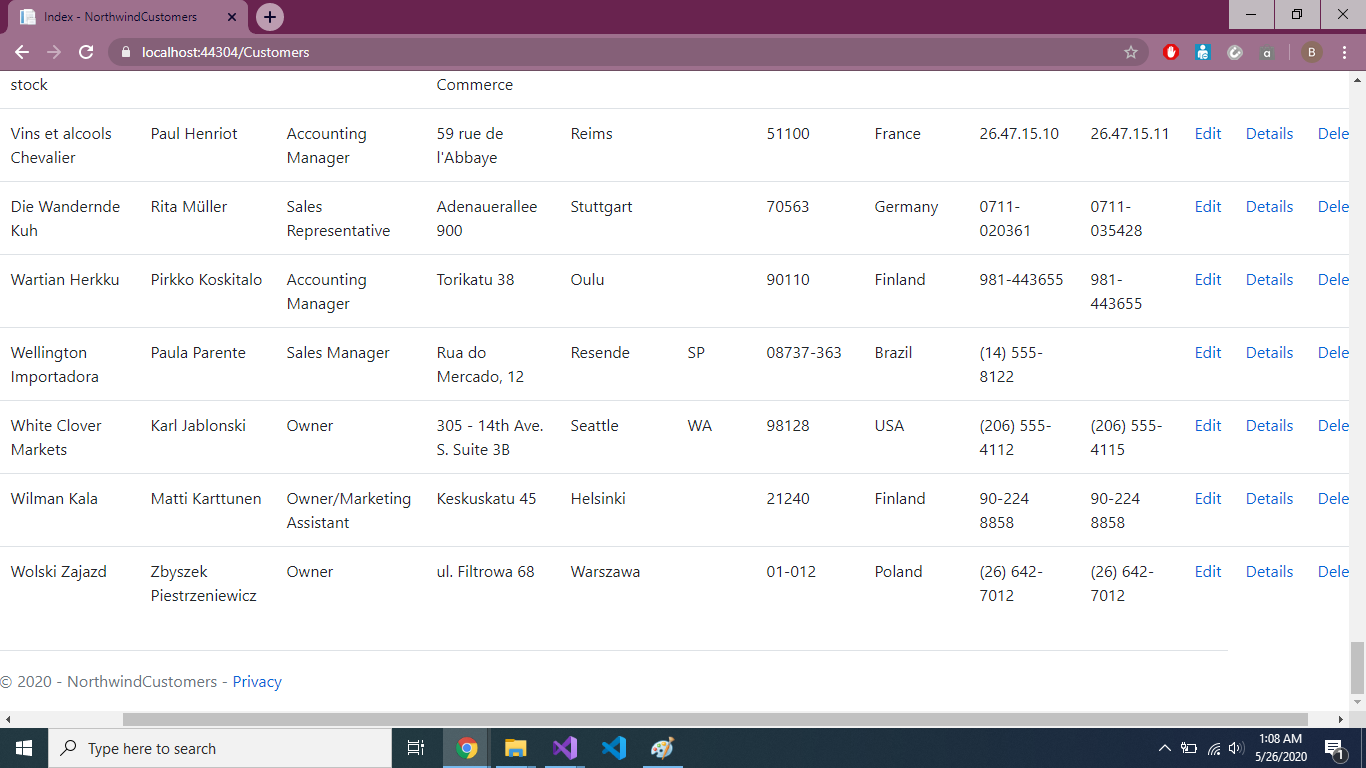 Index - NorthwindCustomers
localhost:44304/Customers
B
stock Commerce
Vins et alcools Paul Henriot Accounting 59 rue de Reims 51100 France 26.47.15.10 26.47.15.11 Edit Details Dele
Chevalier Manager l'Abbaye
Die Wandernde Rita Müller Sales Adenauerallee Stuttgart 70563 Germany 0711- 0711- Edit Details Dele
Kuh Representative 900 020361 035428
Wartian Herkku Pirkko Koskitalo Accounting Torikatu 38 Oulu 90110 Finland 981-443655 981- Edit Details Dele
Manager 443655
Wellington Paula Parente Sales Manager Rua do Resende SP 08737-363 Brazil (14) 555- Edit Details Dele
Importadora Mercado, 12 8122
White Clover Karl Jablonski Owner 305 - 14th Ave. Seattle WA 98128 USA (206) 555- (206) 555- Edit Details Dele
Markets S. Suite 3B 4112 4115
Wilman Kala Matti Karttunen Owner/Marketing Keskuskatu 45 Helsinki 21240 Finland 90-224 90-224 Edit Details Dele
Assistant 8858 8858
Wolski Zajazd Zbyszek Owner ul. Filtrowa 68 Warszawa 01-012 Poland (26) 642- (26) 642- Edit Details Dele
Piestrzeniewicz 7012 7012
© 2020 - NorthwindCustomers - Privacy
Type here to search
1:08 AM
5/26/2020
1